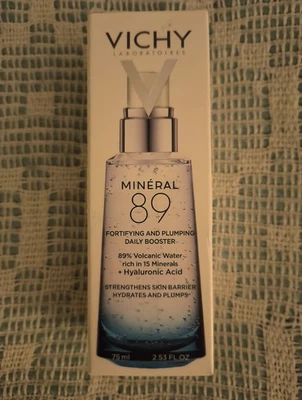 VICHY
LABORATOIRES
MINÉRAL
89
FORTIFYING AND PLUMPING
DAILY BOOSTER
89% Volcanic Water
rich in 15 Minerals
+ Hyaluronic Acid
STRENGTHENS SKIN BARRIER
HYDRATES AND PLUMPS*
75 ml 2.53 FL OZ